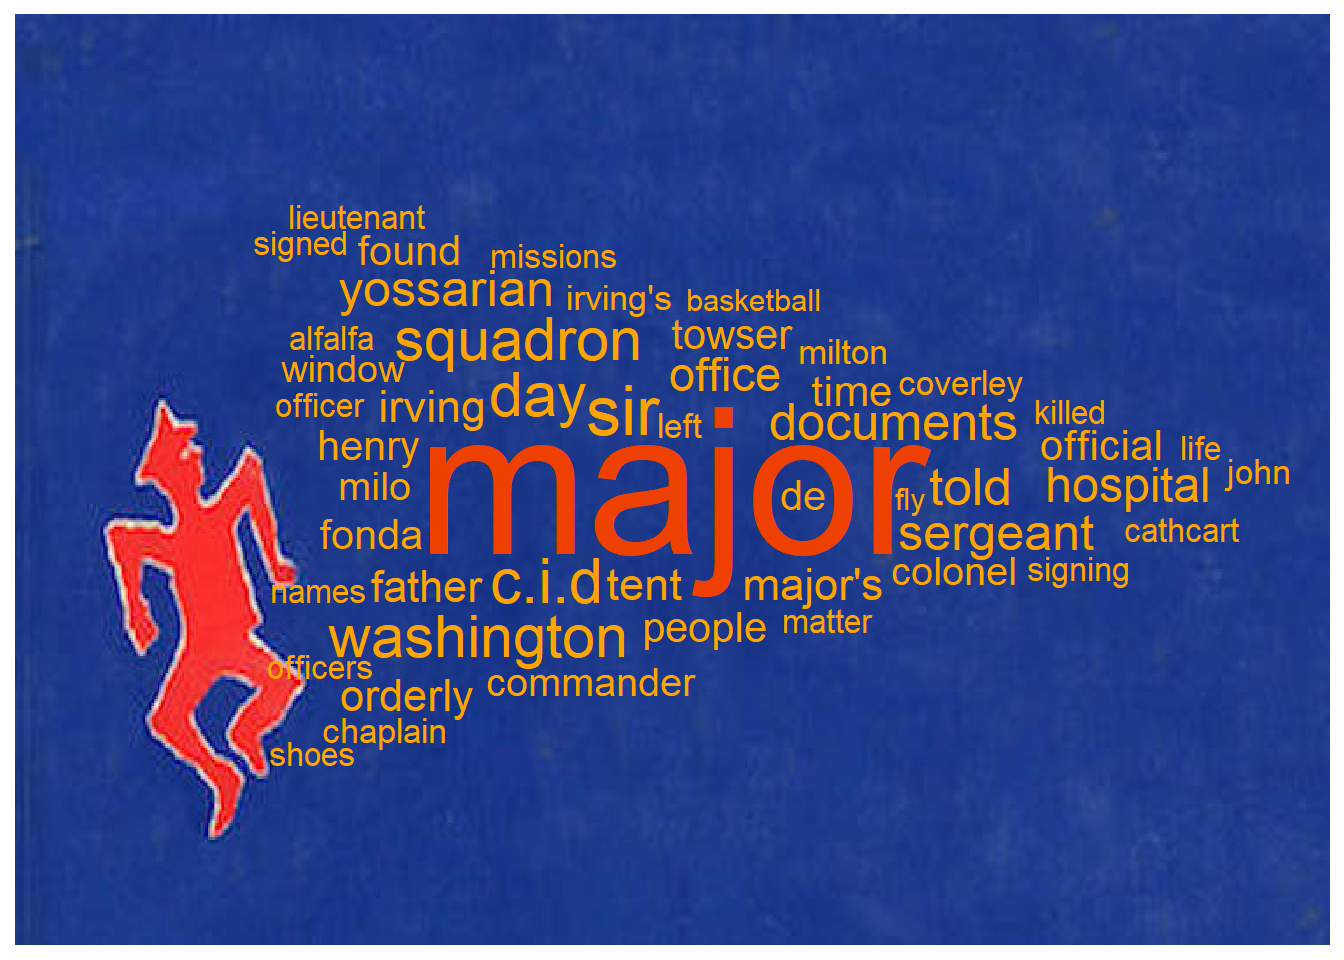 lieutenant
signed found missions
yossarian irving's basketball
alfalfa squadron towser milton
window office
officer irving day sir left time coverley
henry documents killed
official life
milo major de fly told hospital john
fonda sergeant cathcart
names father c.i.d tent major's colonel signing
washington people matter
officers
orderly commander
chaplain
shoes